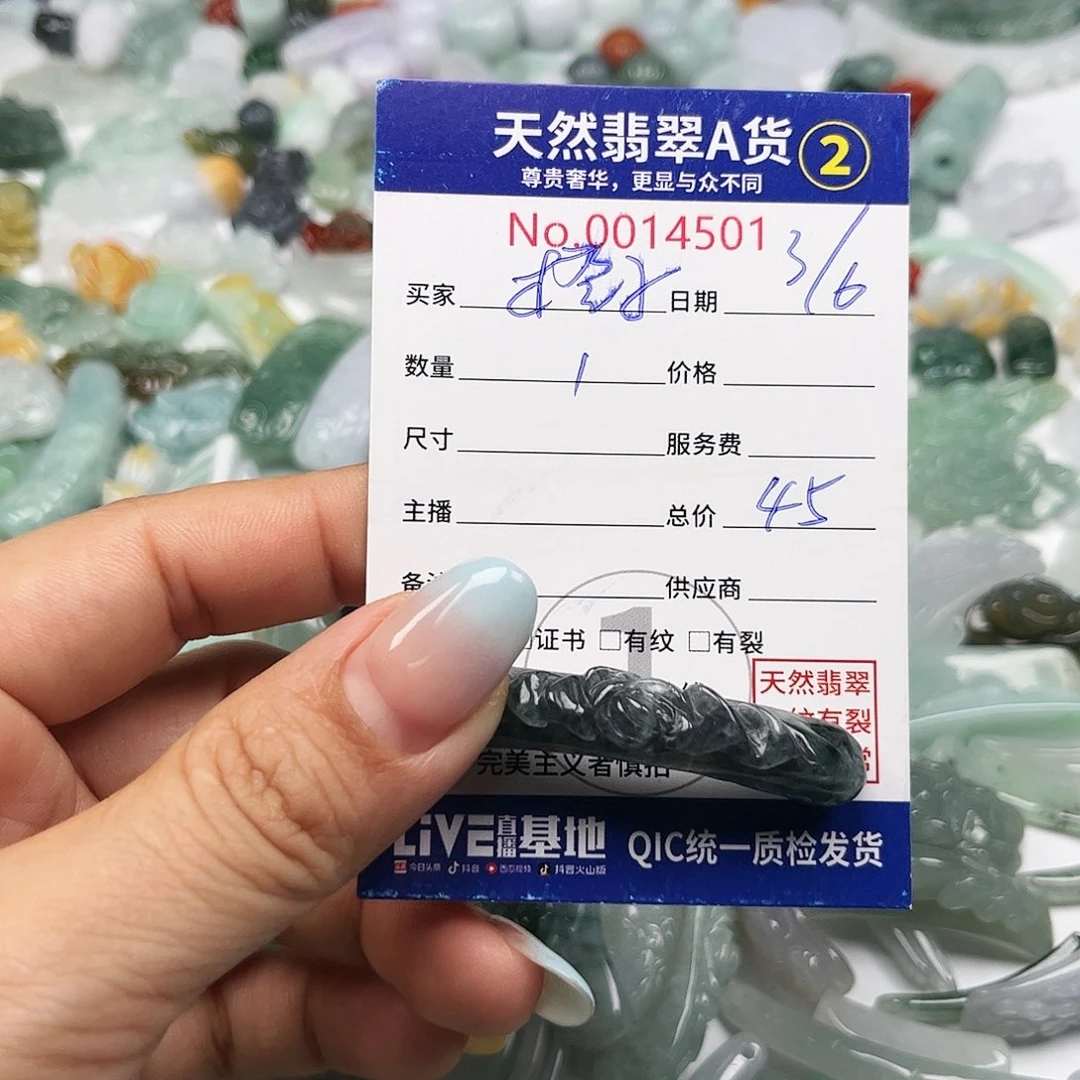 天然翡翠A货 2
尊贵奢华，更显与众不同
No.0014501
买家 日期 3/6
数量 1 价格
尺寸 服务费
主播 总价 45
备 供应商
证书 □有纹 □有裂
天然翡翠
纹有裂
完美主义者慎拍
LiVE直播基地 QIC统一质检发货
今日头条 抖音 西瓜视频 抖音火山版